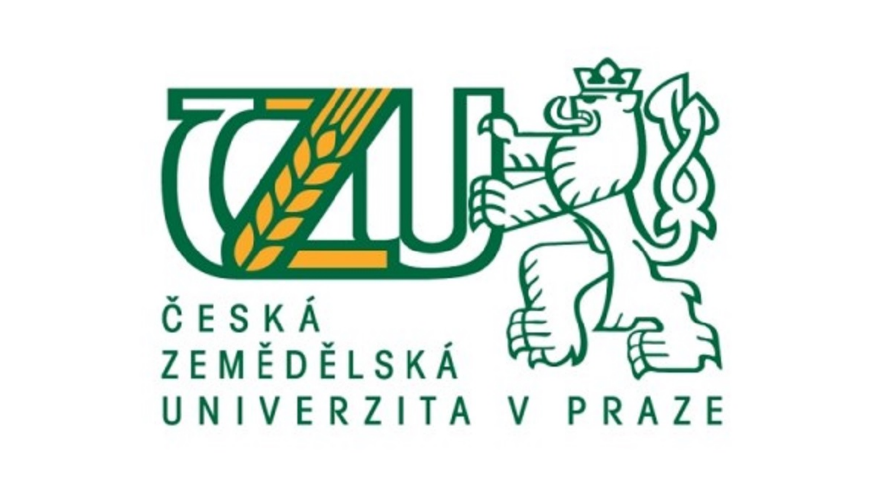 ČZU
ČESKÁ
ZEMĚDĚLSKÁ
UNIVERZITA V PRAZE